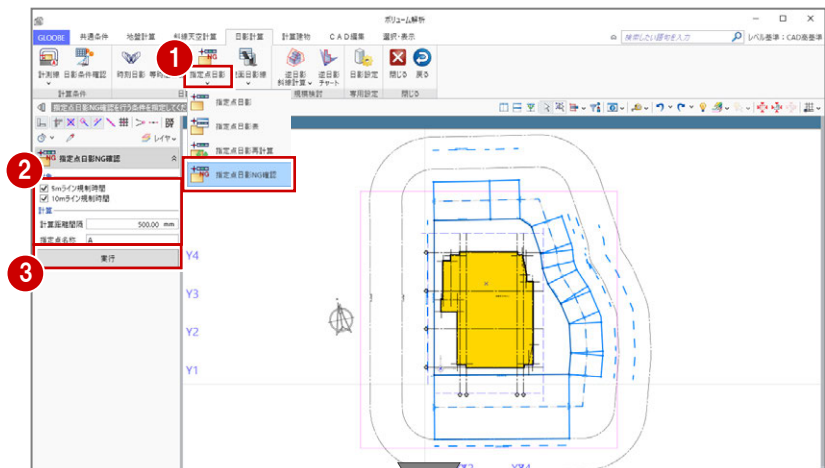 ボリューム解析
GLOOBE 共通条件 地盤計算 斜線天空計算 日影計算 計算建物 CAD編集 選択・表示
検索したい語句を入力
レベル基準：CAD高基準
1
計測線 日影条件確認 時刻日影 指定点日影 逆日影 斜線計算 逆日影 チャート 日影設定 閉じる 戻る
計算条件 規模検討 専用設定 閉じる
指定点日影NG確認を行う条件を指定してくだ
指定点日影
指定点日影表
指定点日影再計算
指定点日影NG確認
レイヤ
2
指定点日影NG確認
5mライン規制時間
10mライン規制時間
計算
計算距離間隔 500.00 mm
指定点名称 A
3
実行
Y4
Y3
Y2
Y1